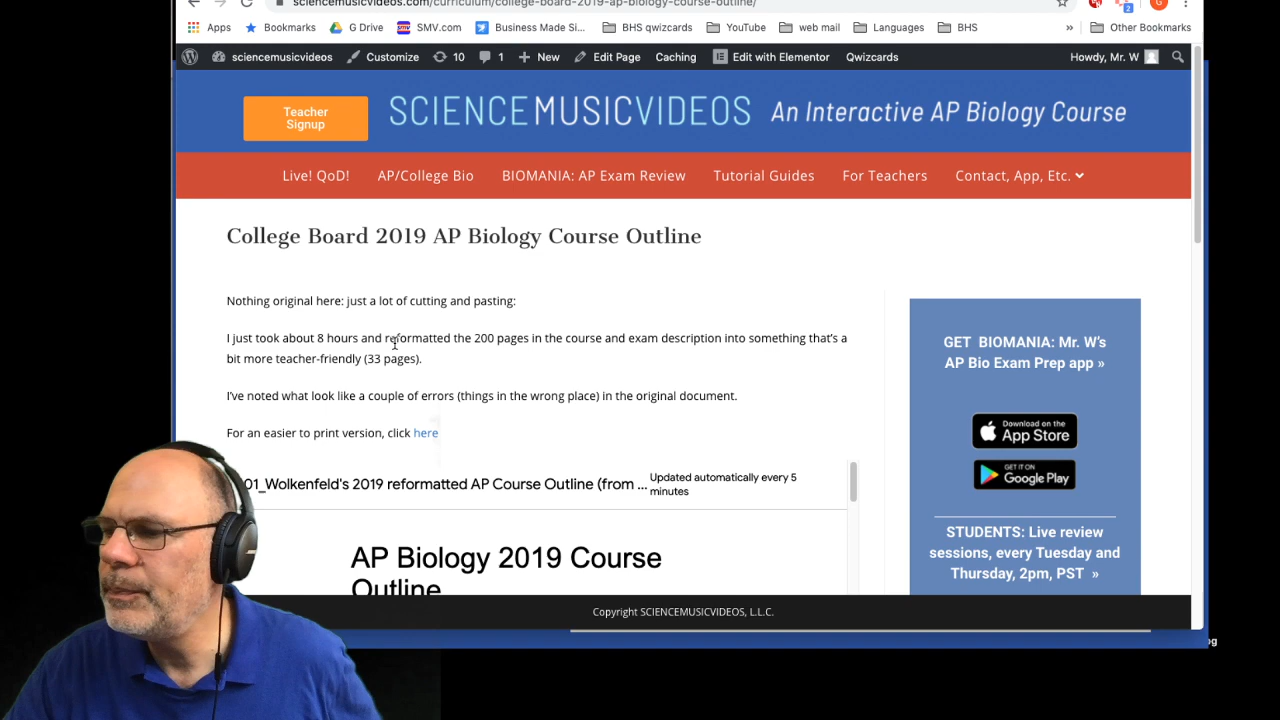 sciencemusicvideos.com/curriculum/college-board-2019-ap-biology-course-outline/
Apps Bookmarks G Drive SMV.com Business Made Si... BHS qwizcards YouTube web mail Languages BHS » Other Bookmarks
sciencemusicvideos Customize 10 1 New Edit Page Caching Edit with Elementor Qwizcards Howdy, Mr. W
Teacher
Signup
SCIENCEMUSICVIDEOS An Interactive AP Biology Course
Live! QoD! AP/College Bio BIOMANIA: AP Exam Review Tutorial Guides For Teachers Contact, App, Etc.
College Board 2019 AP Biology Course Outline
Nothing original here: just a lot of cutting and pasting:
I just took about 8 hours and reformatted the 200 pages in the course and exam description into something that's a
bit more teacher-friendly (33 pages).
I've noted what look like a couple of errors (things in the wrong place) in the original document.
For an easier to print version, click here
01_Wolkenfeld's 2019 reformatted AP Course Outline (from ...
Updated automatically every 5
minutes
AP Biology 2019 Course
Outline
GET BIOMANIA: Mr. W's
AP Bio Exam Prep app »
Download on the
App Store
GET IT ON
Google Play
STUDENTS: Live review
sessions, every Tuesday and
Thursday, 2pm, PST »
Copyright SCIENCEMUSICVIDEOS, L.L.C.